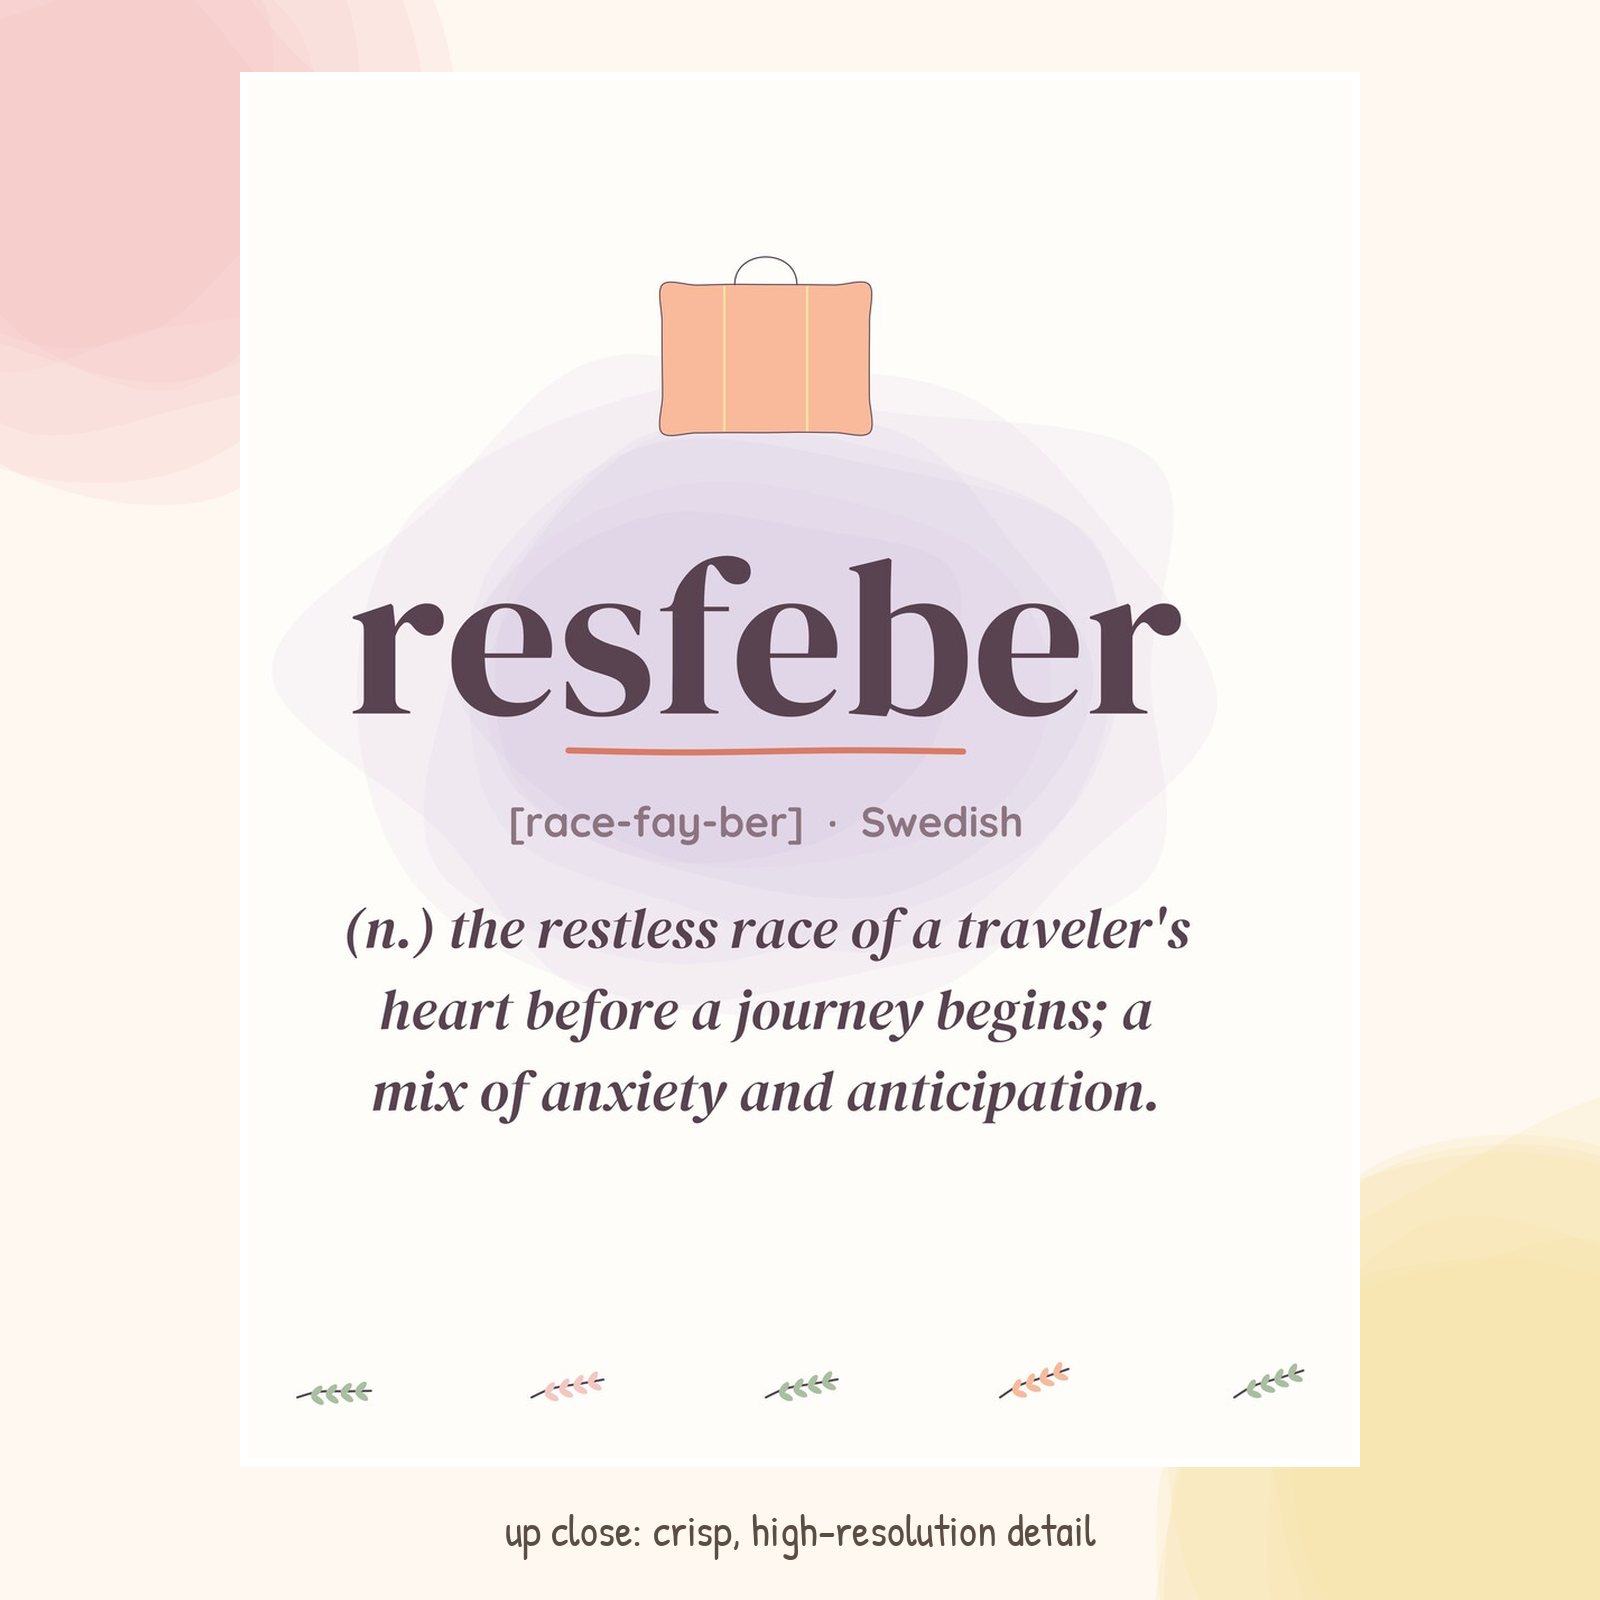 resfeber
[race-fay-ber] · Swedish
(n.) the restless race of a traveler's
heart before a journey begins; a
mix of anxiety and anticipation.
up close: crisp, high-resolution detail